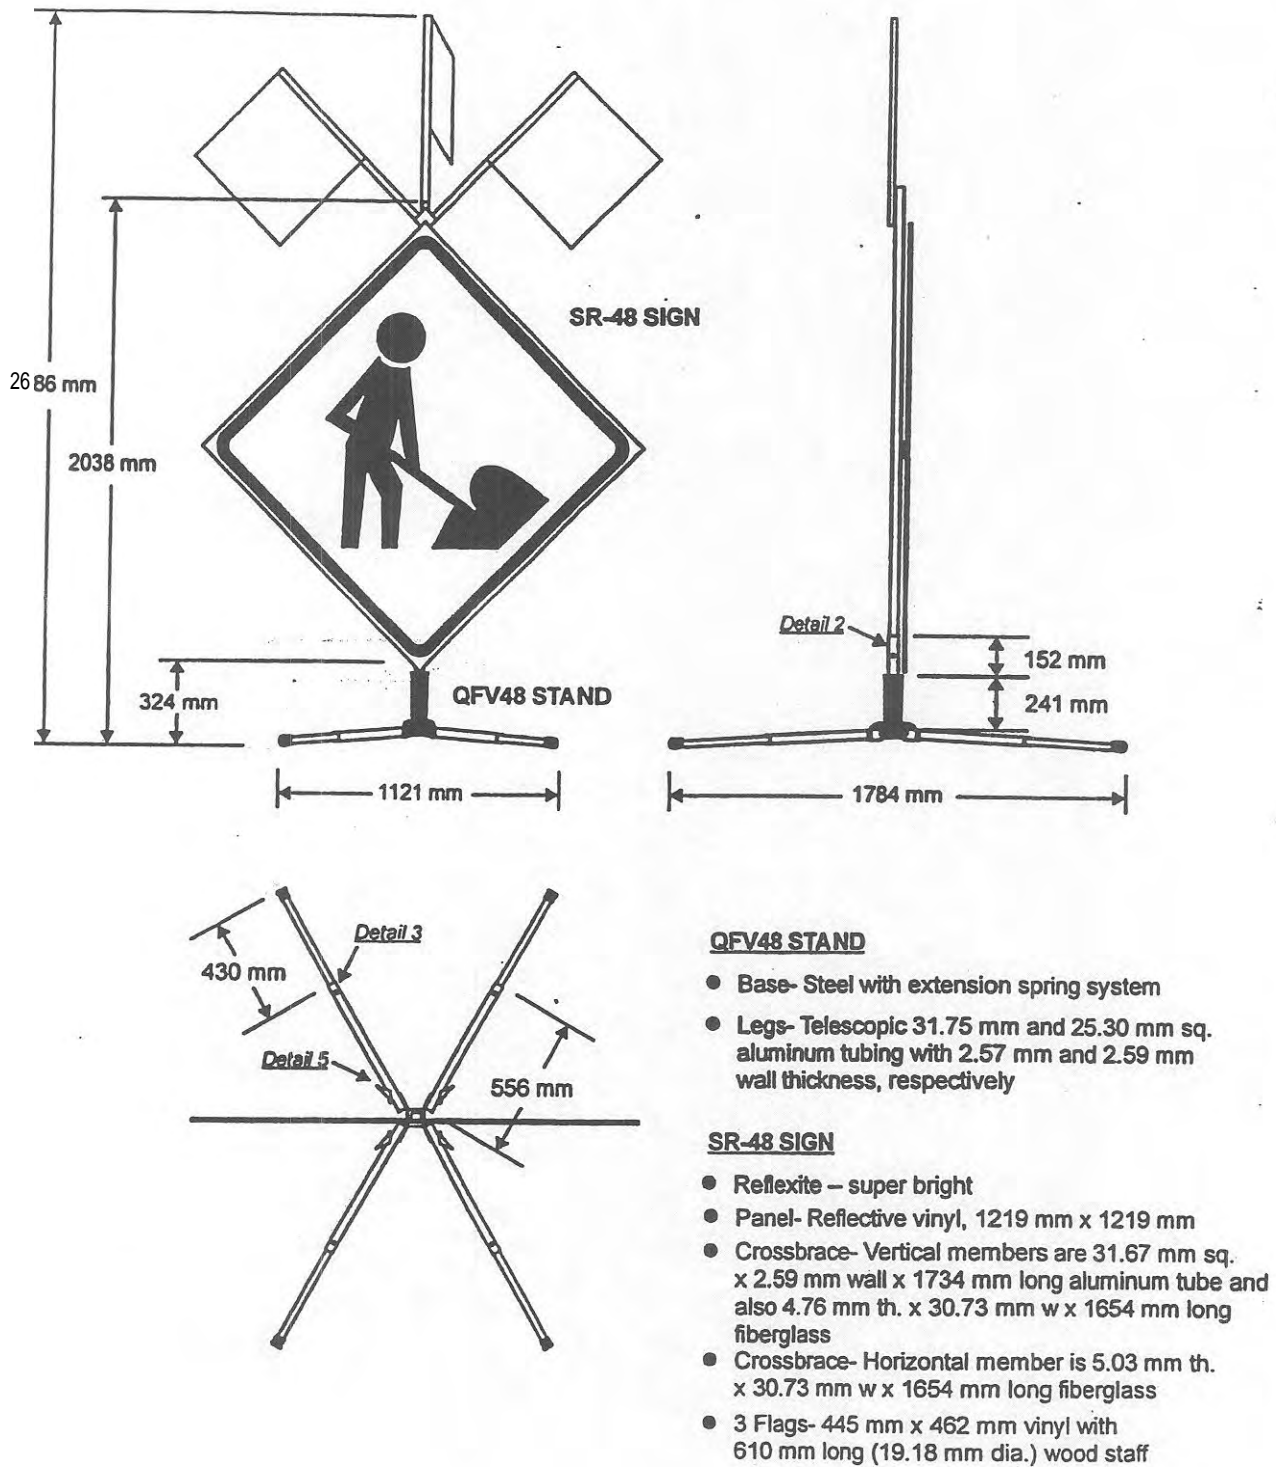 SR-48 SIGN
2686 mm
2038 mm
324 mm
QFV48 STAND
1121 mm
Detail 2
152 mm
241 mm
1784 mm
Detail 3
430 mm
Detail 5
556 mm
QFV48 STAND
● Base- Steel with extension spring system
● Legs- Telescopic 31.75 mm and 25.30 mm sq.
aluminum tubing with 2.57 mm and 2.59 mm
wall thickness, respectively
SR-48 SIGN
● Reflexite – super bright
● Panel- Reflective vinyl, 1219 mm x 1219 mm
● Crossbrace- Vertical members are 31.67 mm sq.
x 2.59 mm wall x 1734 mm long aluminum tube and
also 4.76 mm th. x 30.73 mm w x 1654 mm long
fiberglass
● Crossbrace- Horizontal member is 5.03 mm th.
x 30.73 mm w x 1654 mm long fiberglass
● 3 Flags- 445 mm x 462 mm vinyl with
610 mm long (19.18 mm dia.) wood staff